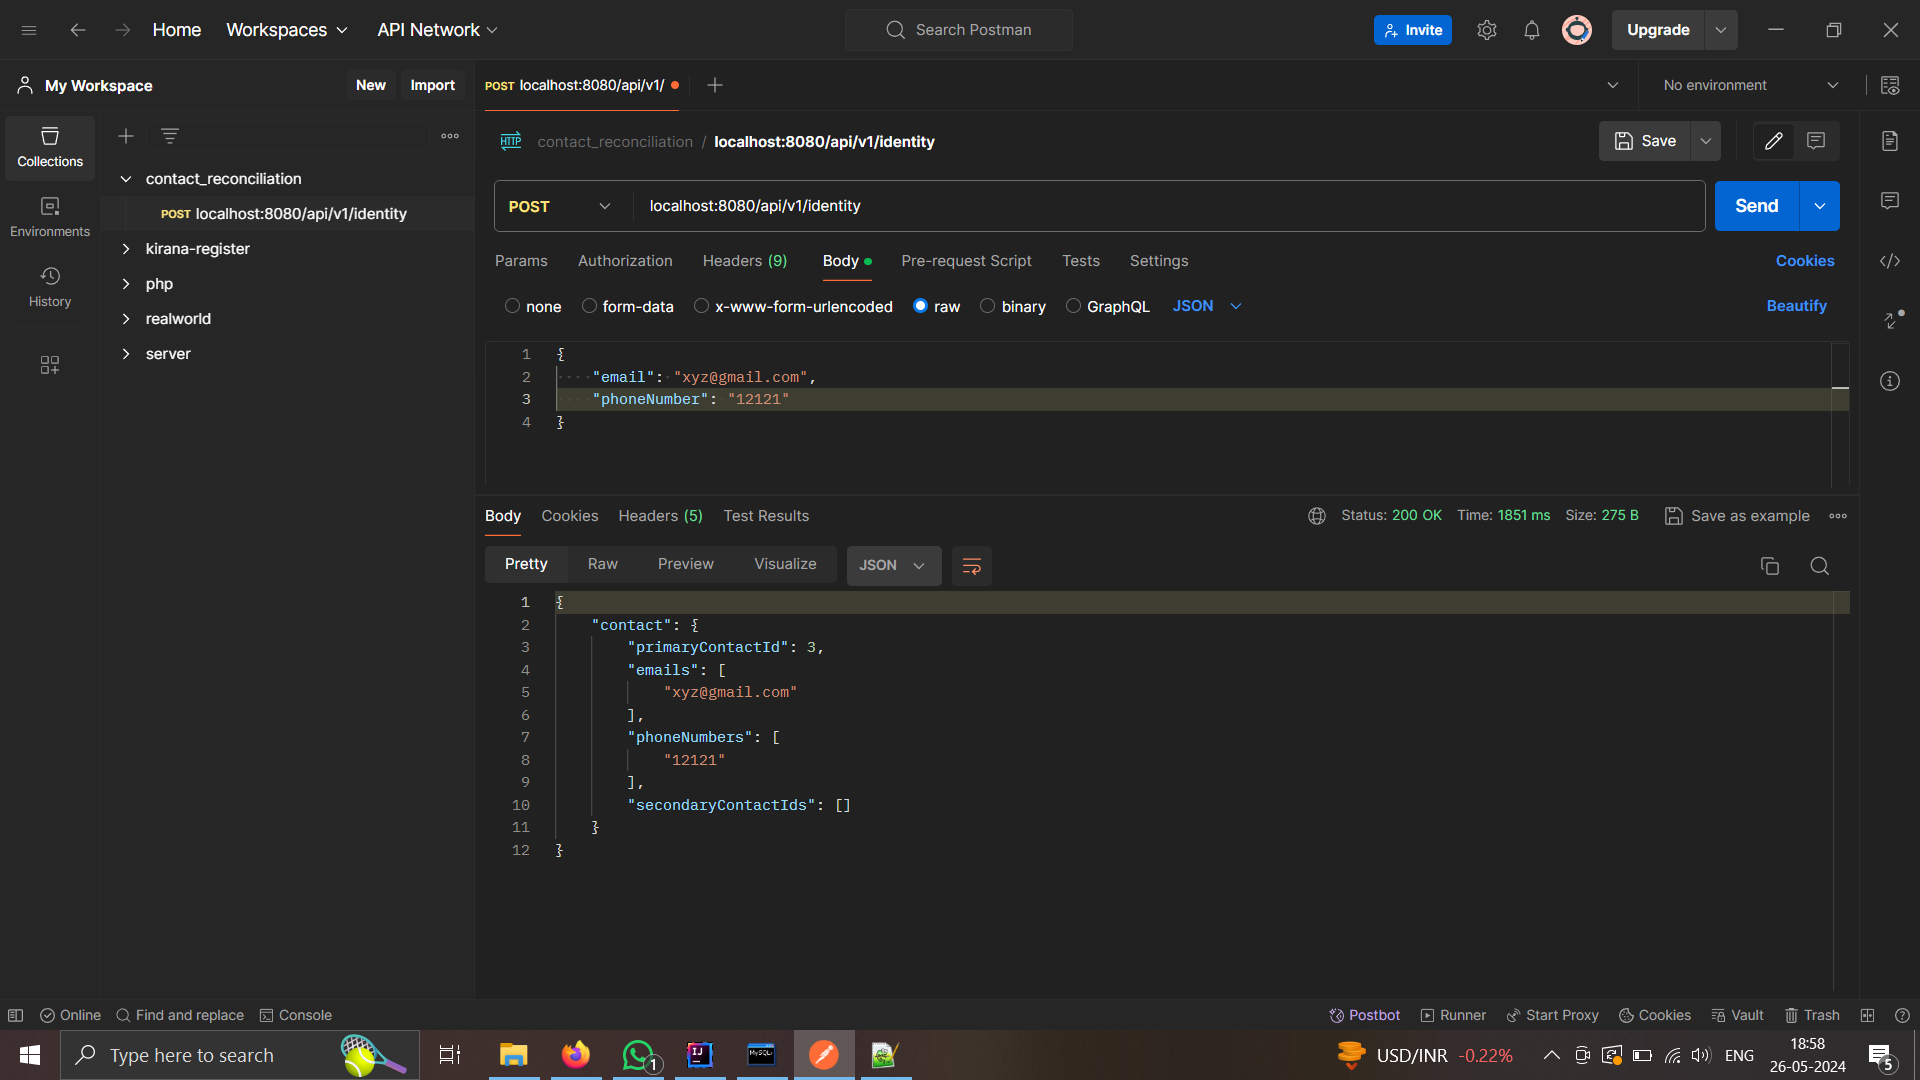 Home
Workspaces
API Network
Search Postman
Invite
Upgrade
My Workspace
New
Import
POST localhost:8080/api/v1/
No environment
Collections
Environments
History
contact_reconciliation
POST localhost:8080/api/v1/identity
kirana-register
php
realworld
server
HTTP contact_reconciliation / localhost:8080/api/v1/identity
Save
POST localhost:8080/api/v1/identity
Send
Params Authorization Headers (9) Body Pre-request Script Tests Settings Cookies
none form-data x-www-form-urlencoded raw binary GraphQL JSON Beautify
1 {
2 "email": "xyz@gmail.com",
3 "phoneNumber": "12121"
4 }
Body Cookies Headers (5) Test Results Status: 200 OK Time: 1851 ms Size: 275 B Save as example
Pretty Raw Preview Visualize JSON
1 {
2 "contact": {
3 "primaryContactId": 3,
4 "emails": [
5 "xyz@gmail.com"
6 ],
7 "phoneNumbers": [
8 "12121"
9 ],
10 "secondaryContactIds": []
11 }
12 }
Online Find and replace Console Postbot Runner Start Proxy Cookies Vault Trash
Type here to search
1
IJ
MySQL
USD/INR -0.22%
ENG
18:58
26-05-2024
5